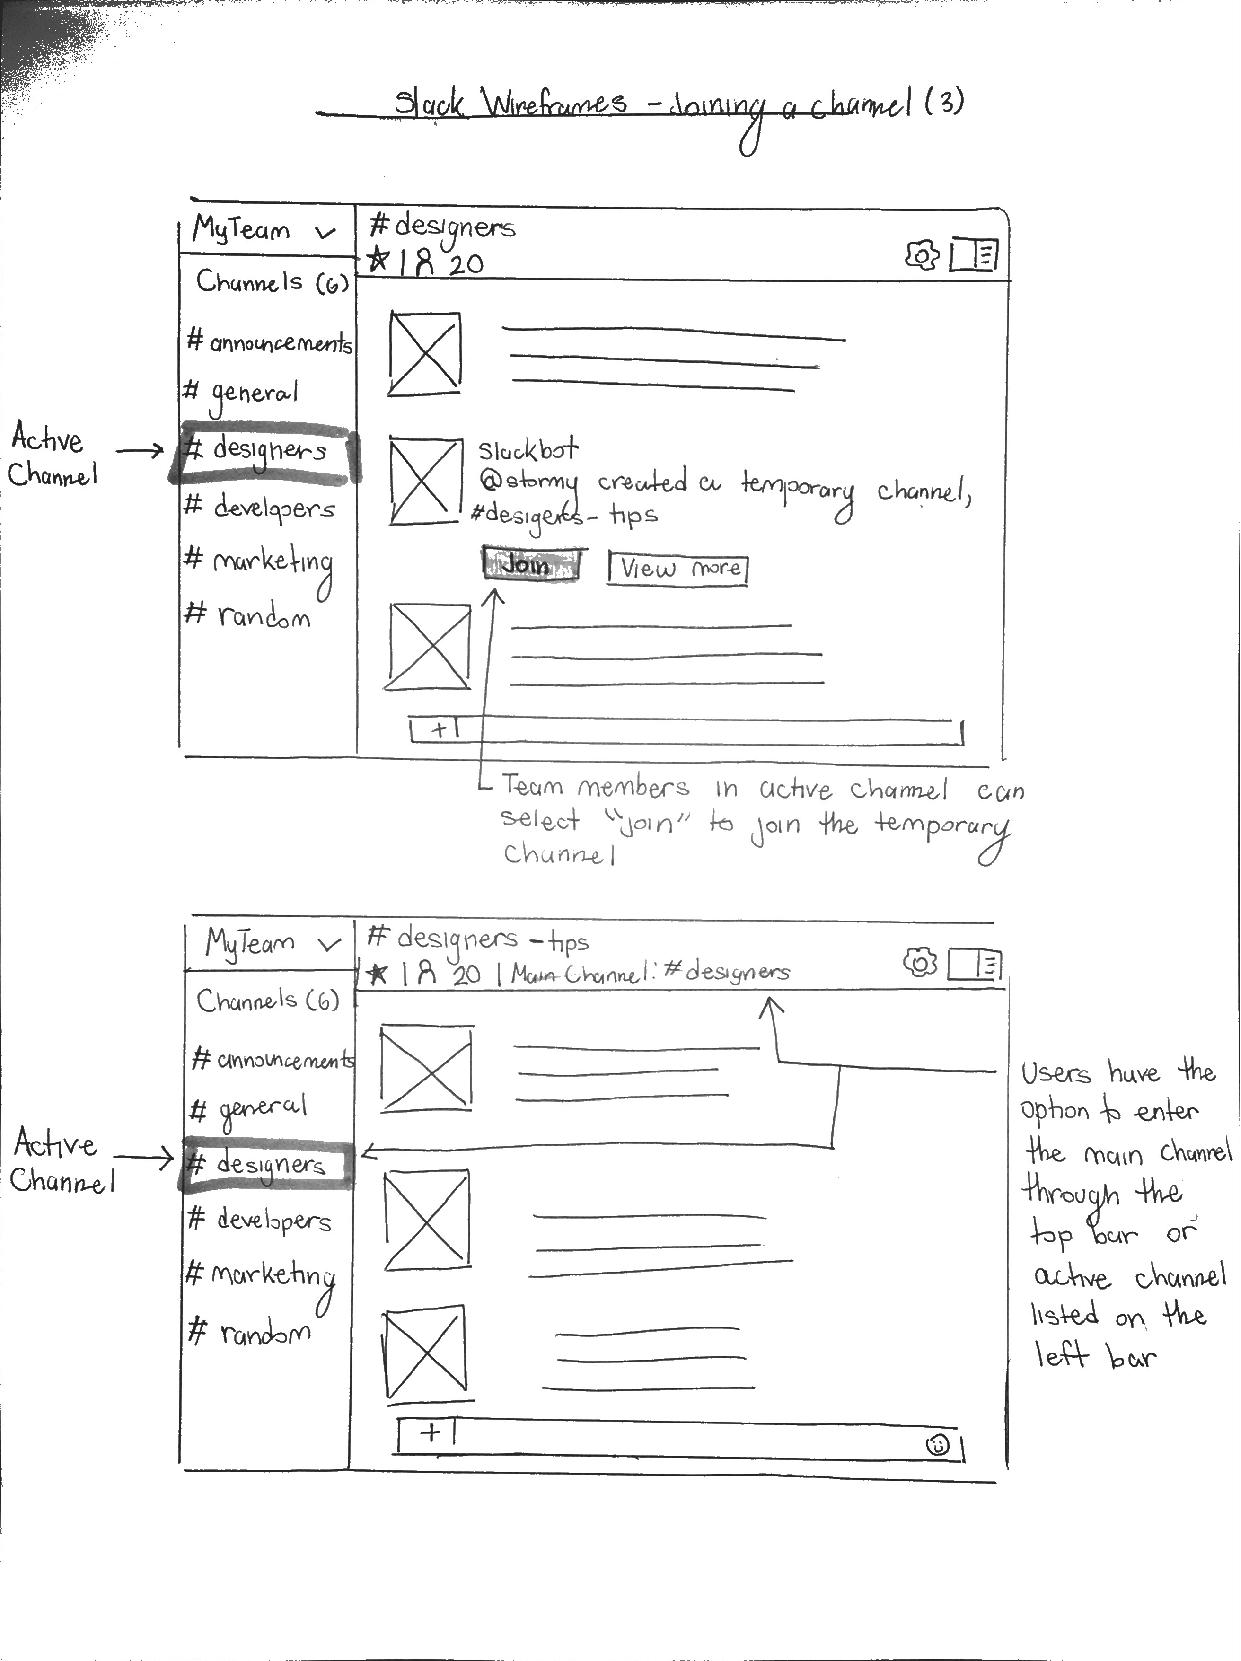 Slack Wireframes - Joining a channel (3)
MyTeam
Channels (6)
# announcements
# general
# designers
# developers
# marketing
# random
Active
Channel
# designers
20
Slackbot
@stormy created a temporary channel,
#desigerts - tips
Join
View more
+
Team members in active channel can
select "join" to join the temporary
Channel
MyTeam
Channels (6)
# announcements
# general
# designers
# developers
# marketing
# random
Active
Channel
# designers - tips
20 | Main Channel: # designers
+
Users have the
option to enter
the main channel
through the
top bar or
active channel
listed on the
left bar